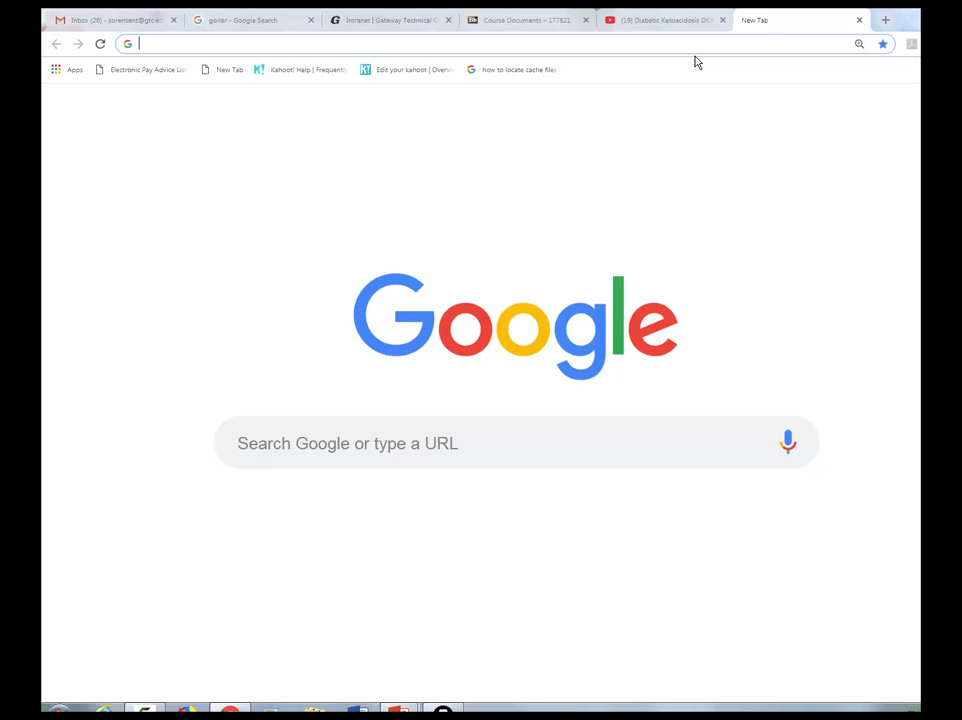 Inbox (26) - sorensent@gtc.e
goiter - Google Search
Intranet | Gateway Technical C
Course Documents – 177821
(19) Diabetic Ketoacidosis DK
New Tab
Apps
Electronic Pay Advice List
New Tab
Kahoot! Help | Frequently
Edit your kahoot | Overvi
how to locate cache files
Google
Search Google or type a URL